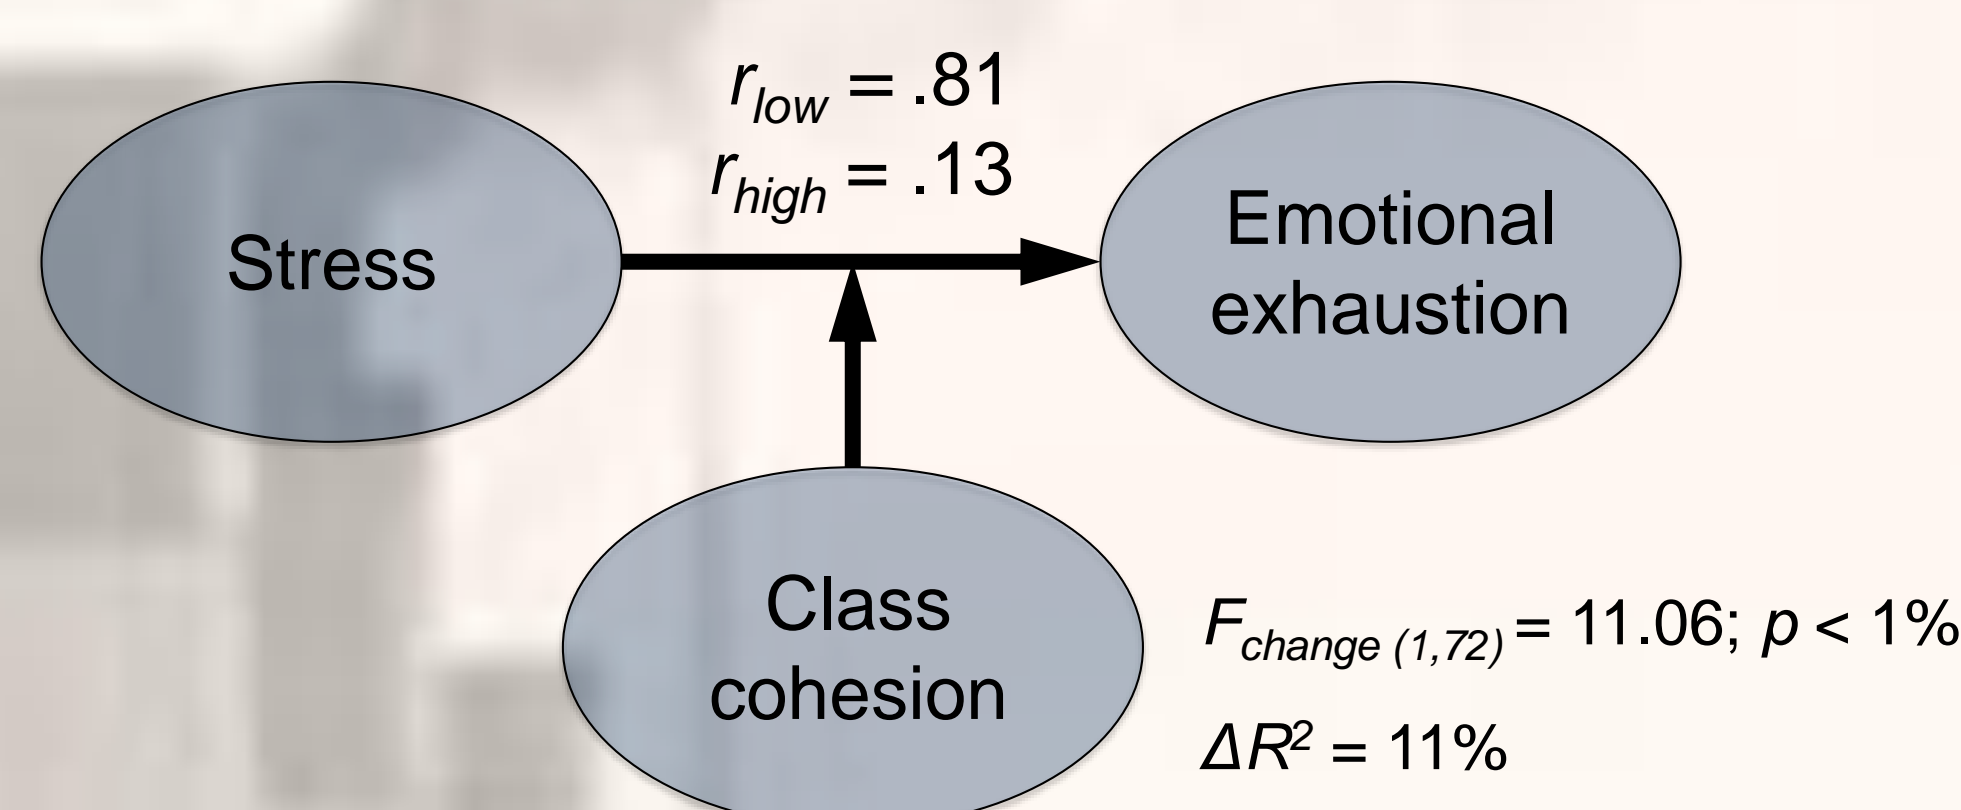 r_low = .81
r_high = .13
Stress
Emotional
exhaustion
Class
cohesion
F_change (1,72) = 11.06; p < 1%
ΔR² = 11%